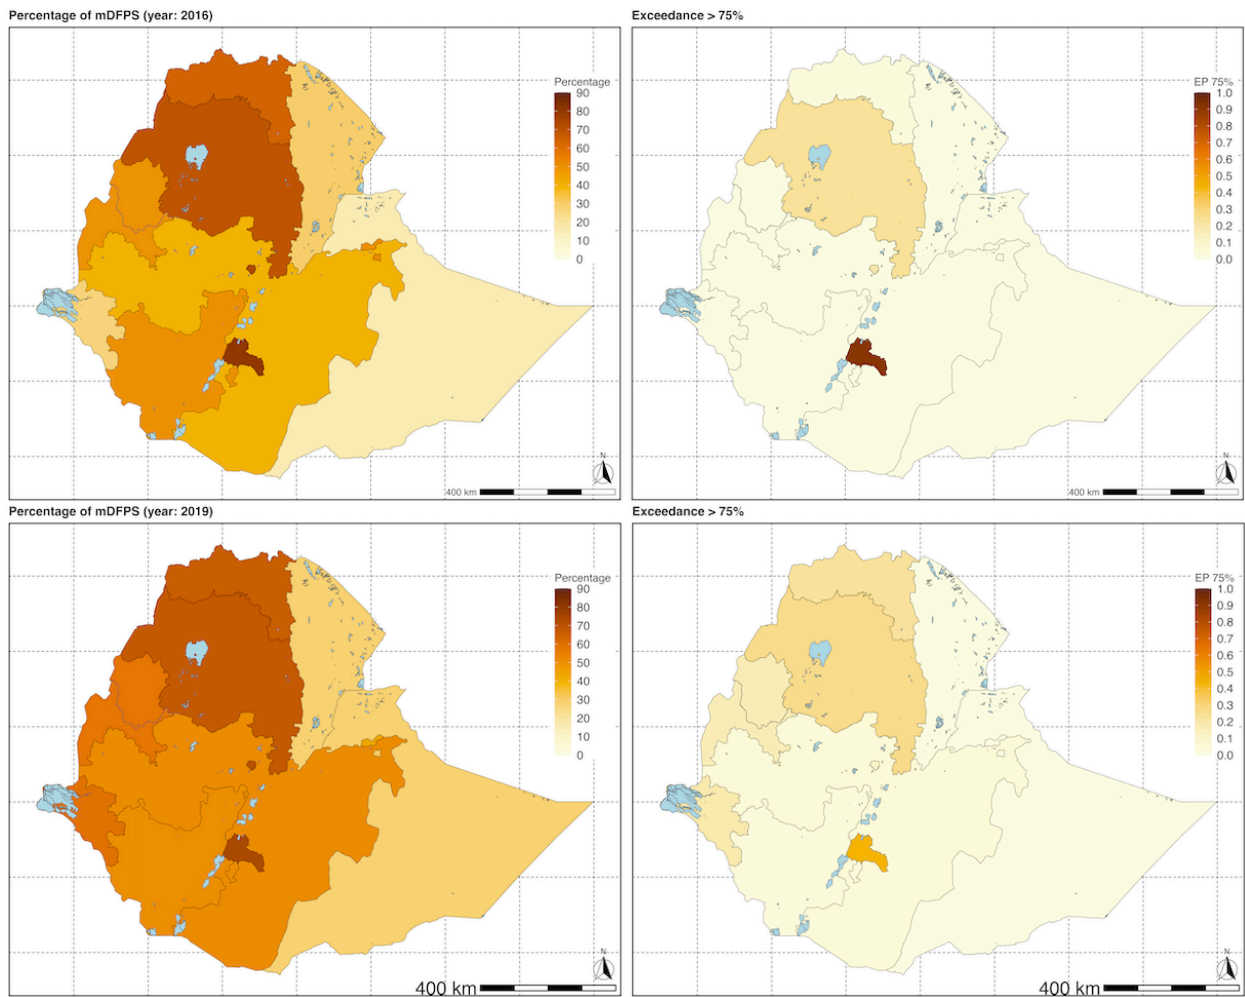 Percentage of mDFPS (year: 2016)
Exceedance > 75%
Percentage
90
80
70
60
50
40
30
20
10
0
N
400 km
EP 75%
1.0
0.9
0.8
0.7
0.6
0.5
0.4
0.3
0.2
0.1
0.0
N
400 km
Percentage of mDFPS (year: 2019)
Exceedance > 75%
Percentage
90
80
70
60
50
40
30
20
10
0
N
400 km
EP 75%
1.0
0.9
0.8
0.7
0.6
0.5
0.4
0.3
0.2
0.1
0.0
N
400 km